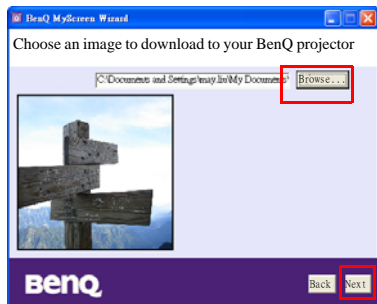 BenQ MyScreen Wizard
Choose an image to download to your BenQ projector
C:\Documents and Settings\may.liu\My Documents\
Browse...
BenQ
Back Next